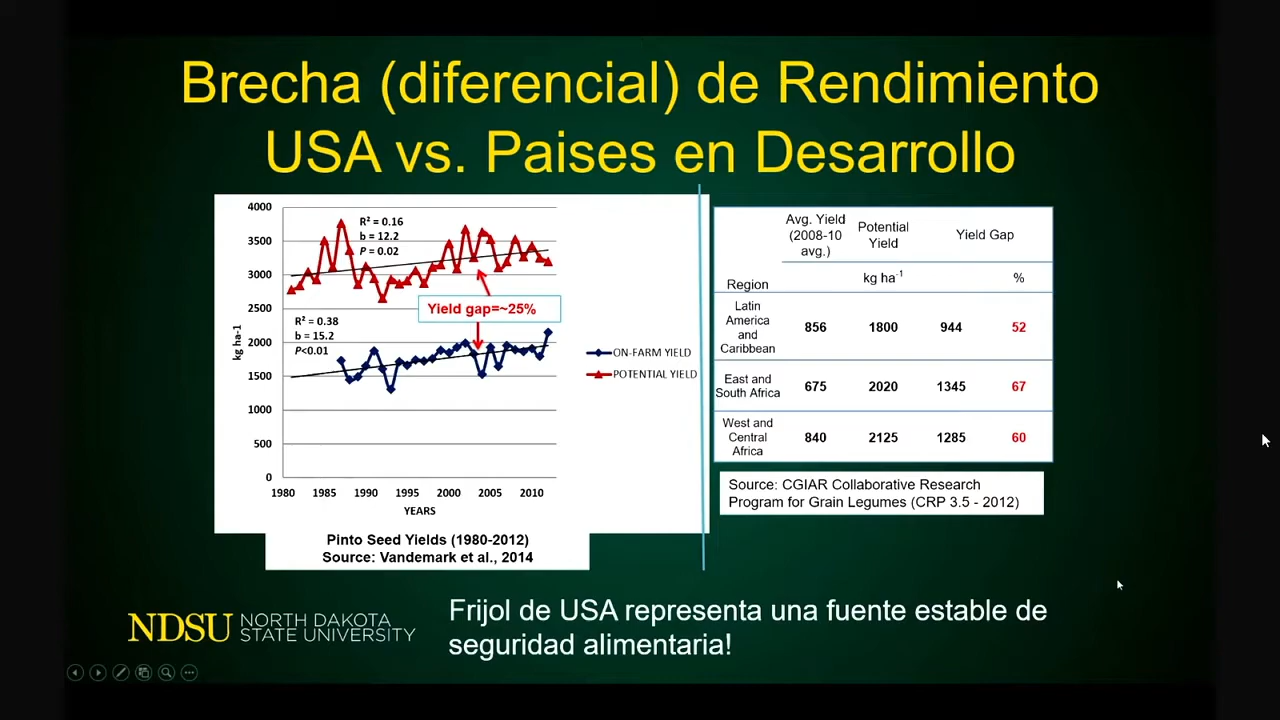 Brecha (diferencial) de Rendimiento
USA vs. Paises en Desarrollo
4000
3500
3000
2500
2000
1500
1000
500
0
kg ha-1
R² = 0.16
b = 12.2
P = 0.02
Yield gap=~25%
R² = 0.38
b = 15.2
P<0.01
ON-FARM YIELD
POTENTIAL YIELD
1980 1985 1990 1995 2000 2005 2010
YEARS
Pinto Seed Yields (1980-2012)
Source: Vandemark et al., 2014
Region
Avg. Yield
(2008-10
avg.)
Potential
Yield
Yield Gap
kg ha-1
%
Latin
America
and
Caribbean
856 1800 944 52
East and
South Africa
675 2020 1345 67
West and
Central
Africa
840 2125 1285 60
Source: CGIAR Collaborative Research
Program for Grain Legumes (CRP 3.5 - 2012)
NDSU NORTH DAKOTA
STATE UNIVERSITY
Frijol de USA representa una fuente estable de
seguridad alimentaria!